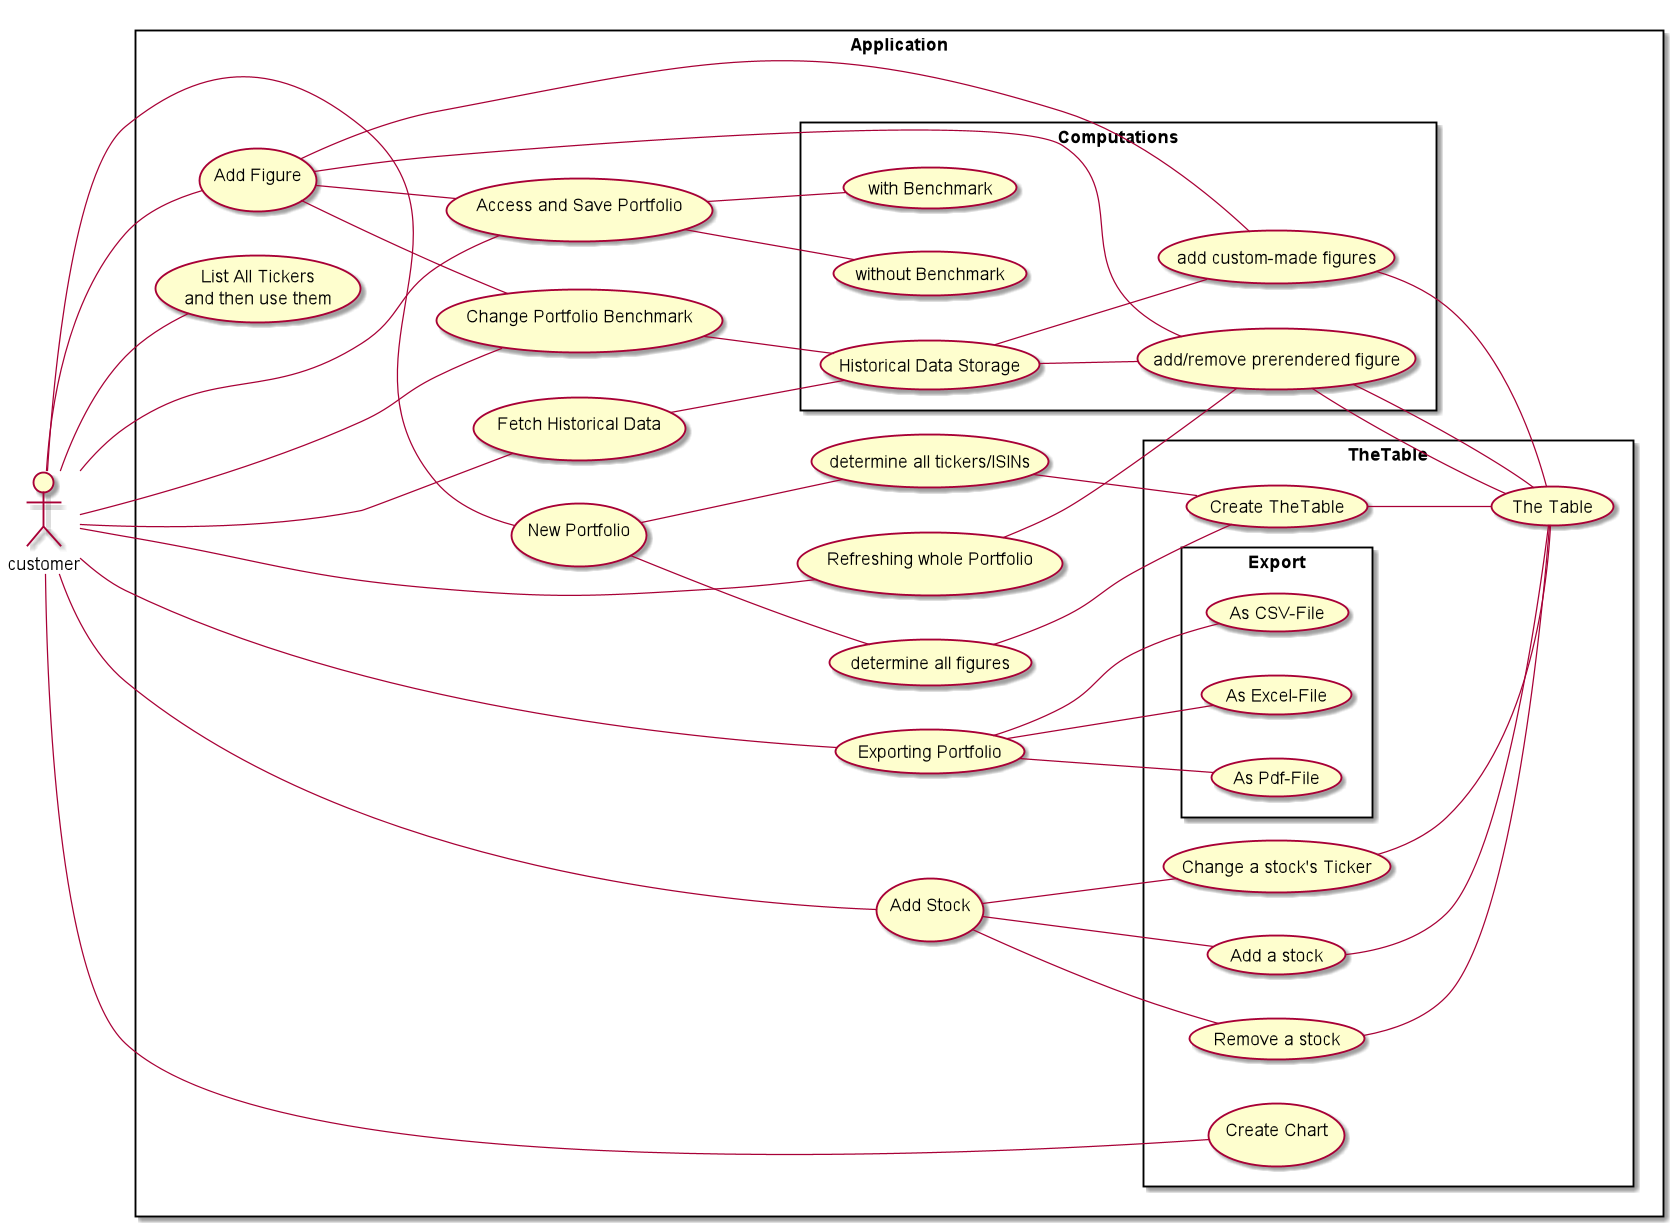 Application
Computations
Add Figure
with Benchmark
Access and Save Portfolio
add custom-made figures
List All Tickers
and then use them
without Benchmark
Change Portfolio Benchmark
Historical Data Storage
add/remove prerendered figure
Fetch Historical Data
TheTable
determine all tickers/ISINs
Create TheTable
The Table
New Portfolio
customer
Refreshing whole Portfolio
Export
As CSV-File
determine all figures
As Excel-File
Exporting Portfolio
As Pdf-File
Change a stock's Ticker
Add Stock
Add a stock
Remove a stock
Create Chart